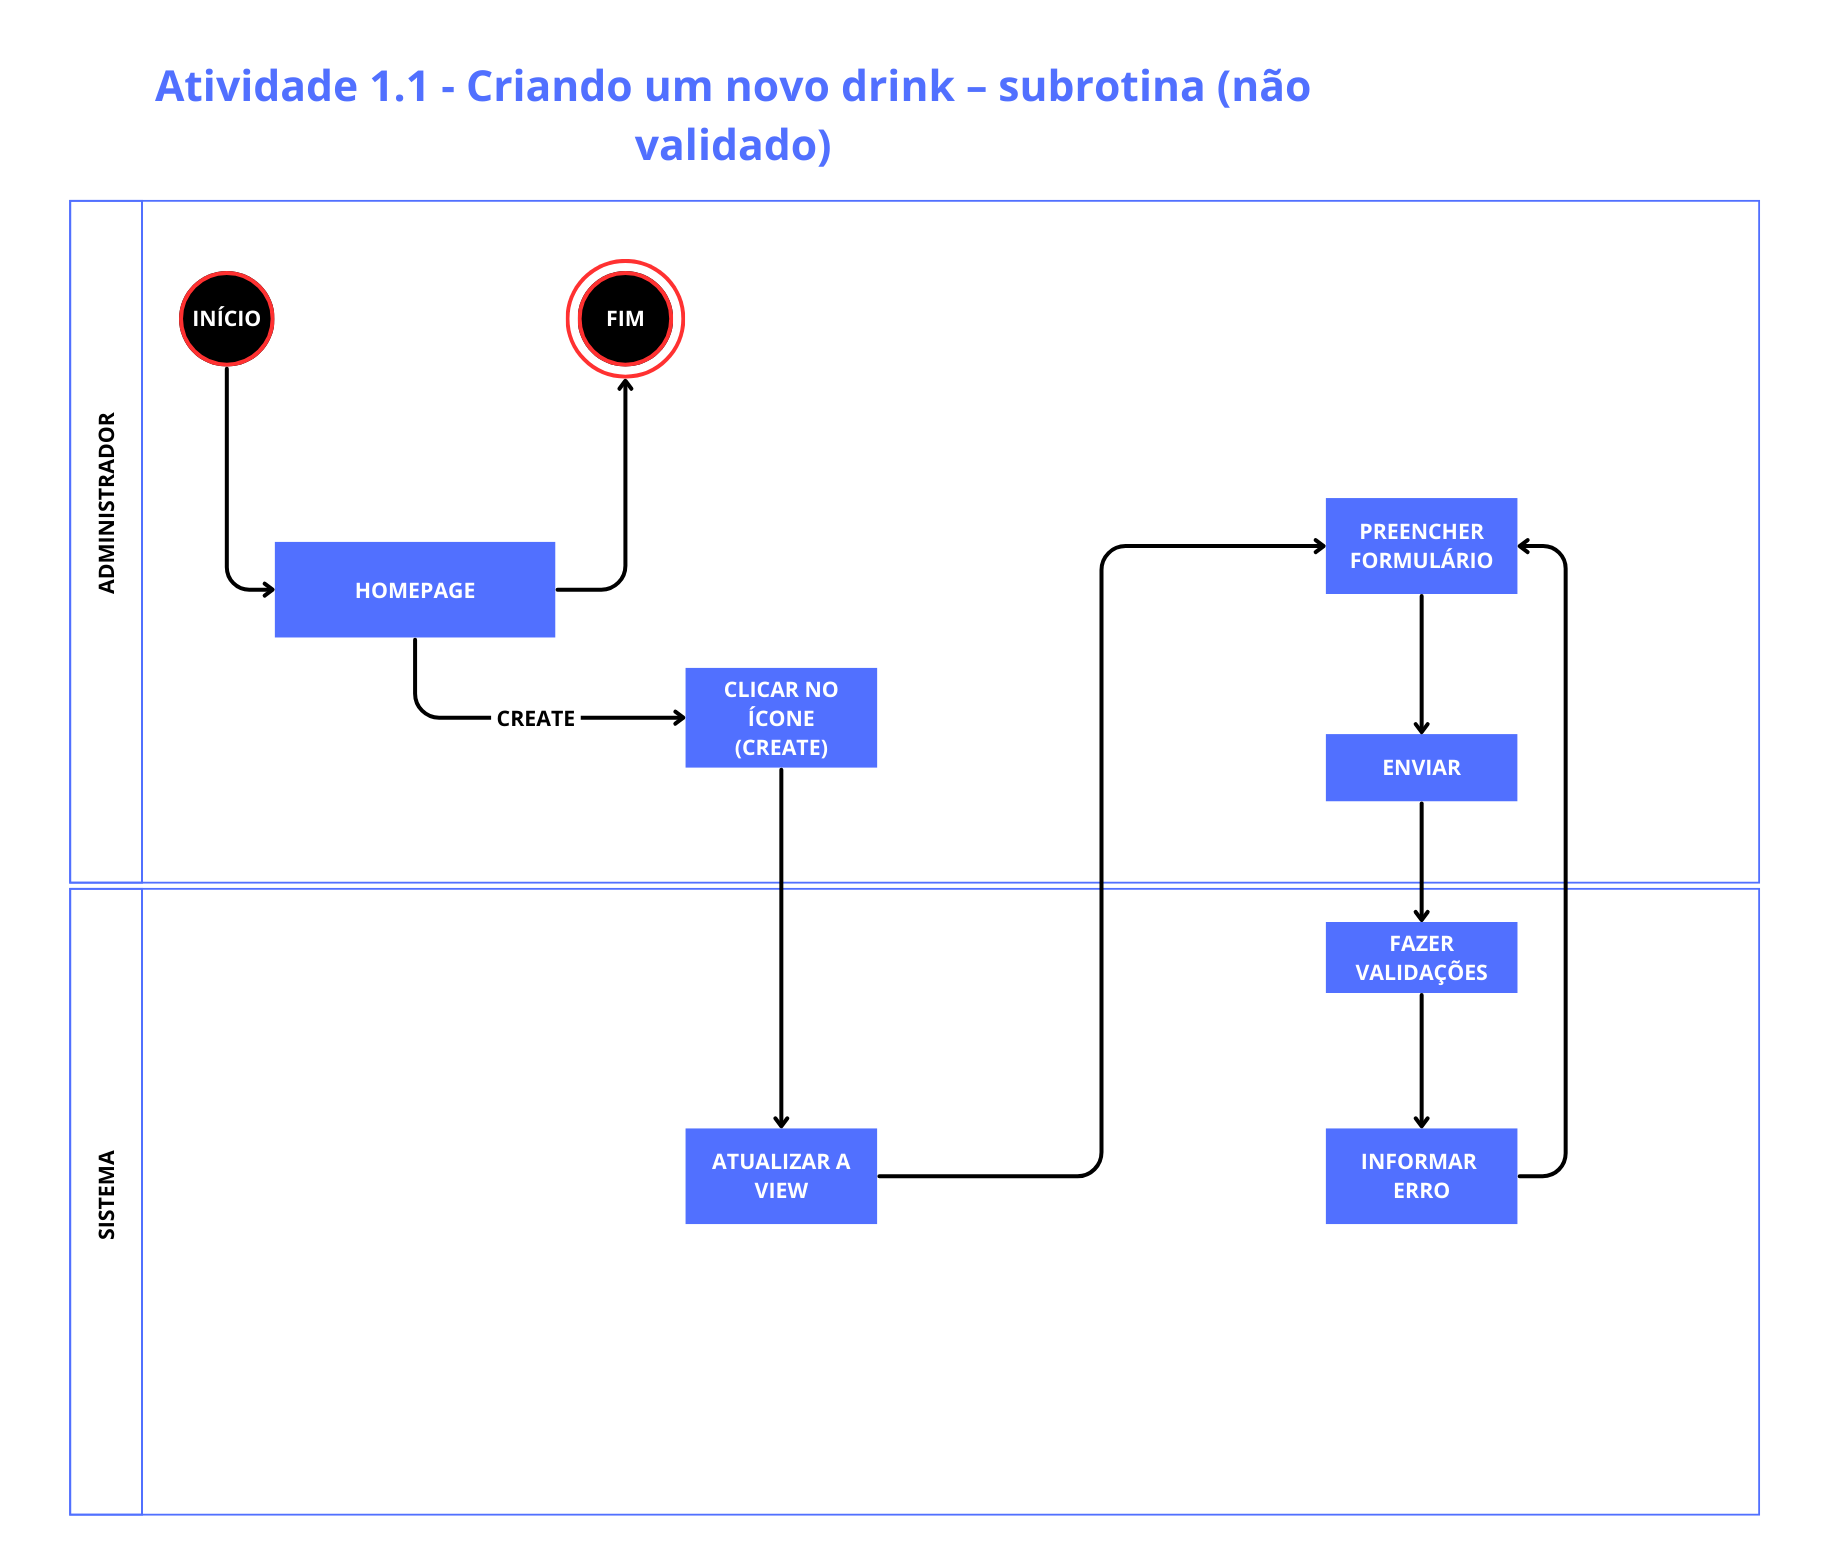 Atividade 1.1 - Criando um novo drink – subrotina (não
validado)
ADMINISTRADOR
INÍCIO
FIM
HOMEPAGE
CREATE
CLICAR NO
ÍCONE
(CREATE)
PREENCHER
FORMULÁRIO
ENVIAR
SISTEMA
FAZER
VALIDAÇÕES
ATUALIZAR A
VIEW
INFORMAR
ERRO